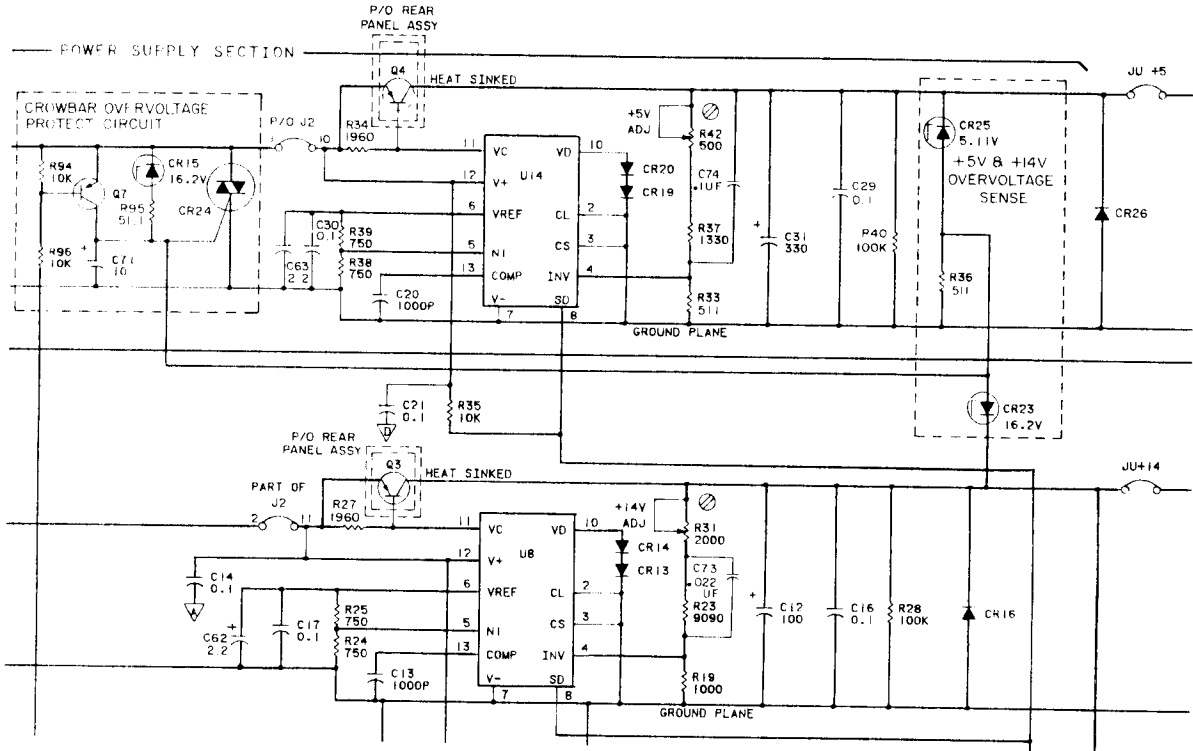 P/O REAR
PANEL ASSY
POWER SUPPLY SECTION
Q4
HEAT SINKED
JU +5
CROWBAR OVERVOLTAGE
PROTECT CIRCUIT
P/O J2
1
10
R34
1960
+5V
ADJ
R42
500
CR25
5.11V
+5V & +14V
OVERVOLTAGE
SENSE
R94
10K
Q7
CR15
16.2V
R95
51.1
CR24
11
VC
VD
10
U14
12
V+
CR20
CR19
C74
.1UF
C29
0.1
6
VREF
CL
2
C30
0.1
R39
750
R37
1330
C31
330
R40
100K
CR26
5
NI
CS
3
R96
10K
C71
10
C63
2.2
R38
750
13
COMP
INV
4
R36
511
C20
1000P
V-
7
SD
8
R33
511
GROUND PLANE
C21
0.1
D
R35
10K
CR23
16.2V
P/O REAR
PANEL ASSY
Q3
HEAT SINKED
JU+14
PART OF
J2
2
11
R27
1960
+14V
ADJ
R31
2000
11
VC
VD
10
U8
12
V+
CR14
CR13
C14
0.1
A
6
VREF
CL
2
C73
.022
UF
R23
9090
C62
2.2
C17
0.1
R25
750
R24
750
5
NI
CS
3
C12
100
C16
0.1
R28
100K
CR16
13
COMP
INV
4
C13
1000P
V-
7
SD
8
R19
1000
GROUND PLANE